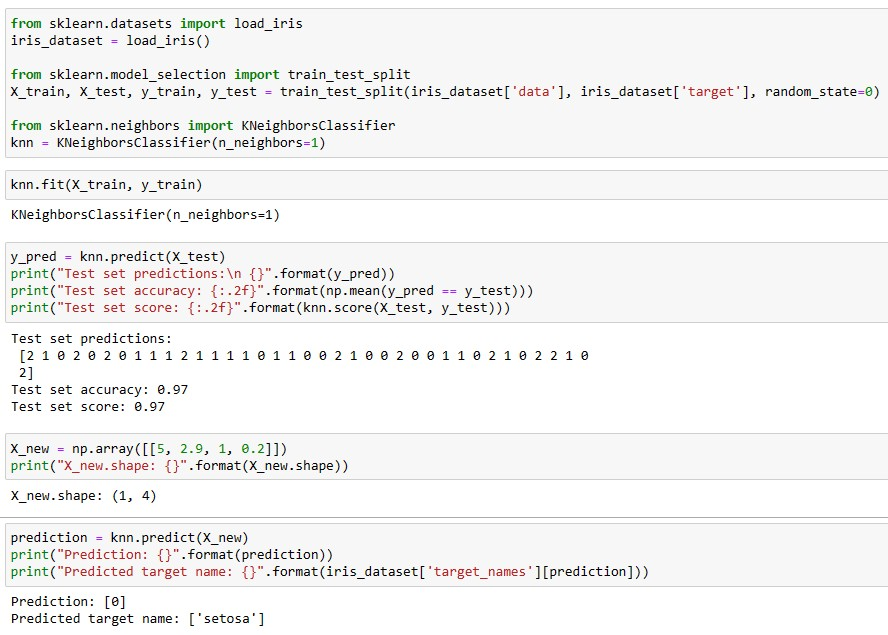 from sklearn.datasets import load_iris
iris_dataset = load_iris()
from sklearn.model_selection import train_test_split
X_train, X_test, y_train, y_test = train_test_split(iris_dataset['data'], iris_dataset['target'], random_state=0)
from sklearn.neighbors import KNeighborsClassifier
knn = KNeighborsClassifier(n_neighbors=1)
knn.fit(X_train, y_train)
KNeighborsClassifier(n_neighbors=1)
y_pred = knn.predict(X_test)
print("Test set predictions:\n {}".format(y_pred))
print("Test set accuracy: {:.2f}".format(np.mean(y_pred == y_test)))
print("Test set score: {:.2f}".format(knn.score(X_test, y_test)))
Test set predictions:
[2 1 0 2 0 2 0 1 1 1 2 1 1 1 1 0 1 1 0 0 2 1 0 0 2 0 0 1 1 0 2 1 0 2 2 1 0
2]
Test set accuracy: 0.97
Test set score: 0.97
X_new = np.array([[5, 2.9, 1, 0.2]])
print("X_new.shape: {}".format(X_new.shape))
X_new.shape: (1, 4)
prediction = knn.predict(X_new)
print("Prediction: {}".format(prediction))
print("Predicted target name: {}".format(iris_dataset['target_names'][prediction]))
Prediction: [0]
Predicted target name: ['setosa']